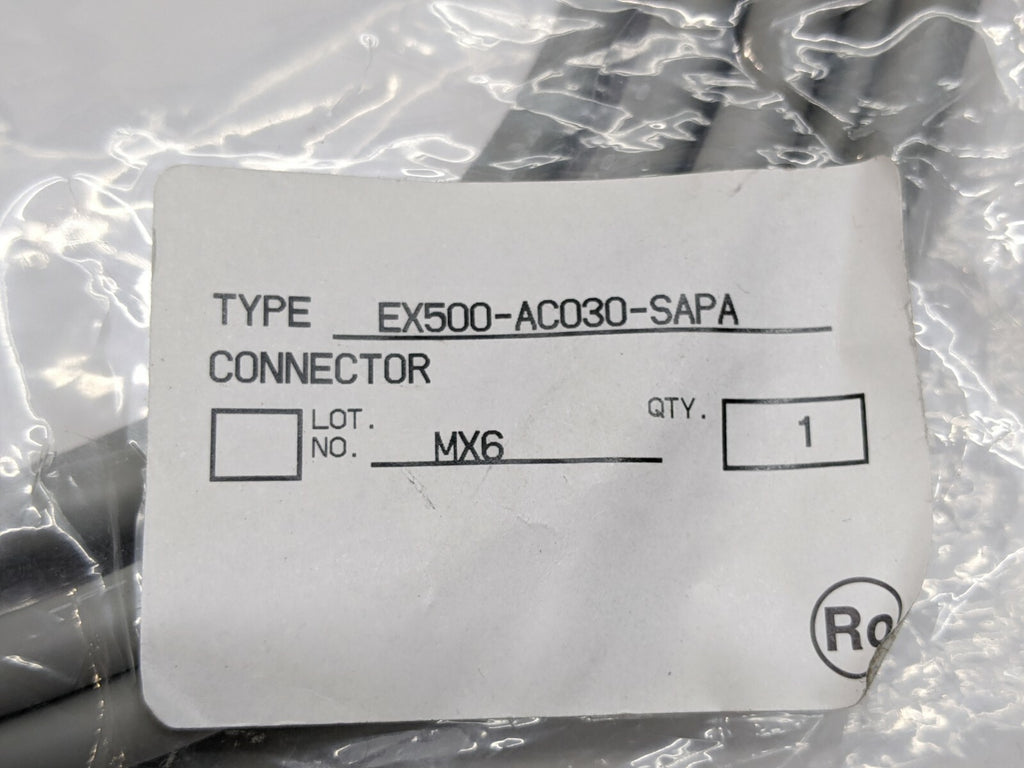 TYPE EX500-AC030-SAPA
CONNECTOR
LOT. NO. MX6 QTY. 1
Ro